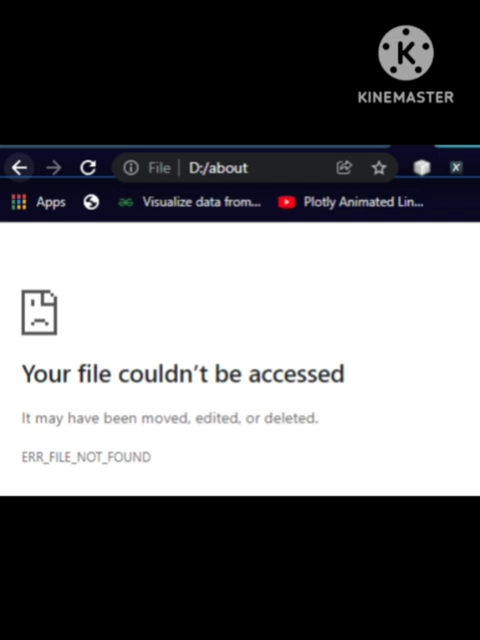 KINEMASTER
File | D:/about
Apps Visualize data from... Plotly Animated Lin...
Your file couldn't be accessed
It may have been moved, edited, or deleted.
ERR_FILE_NOT_FOUND